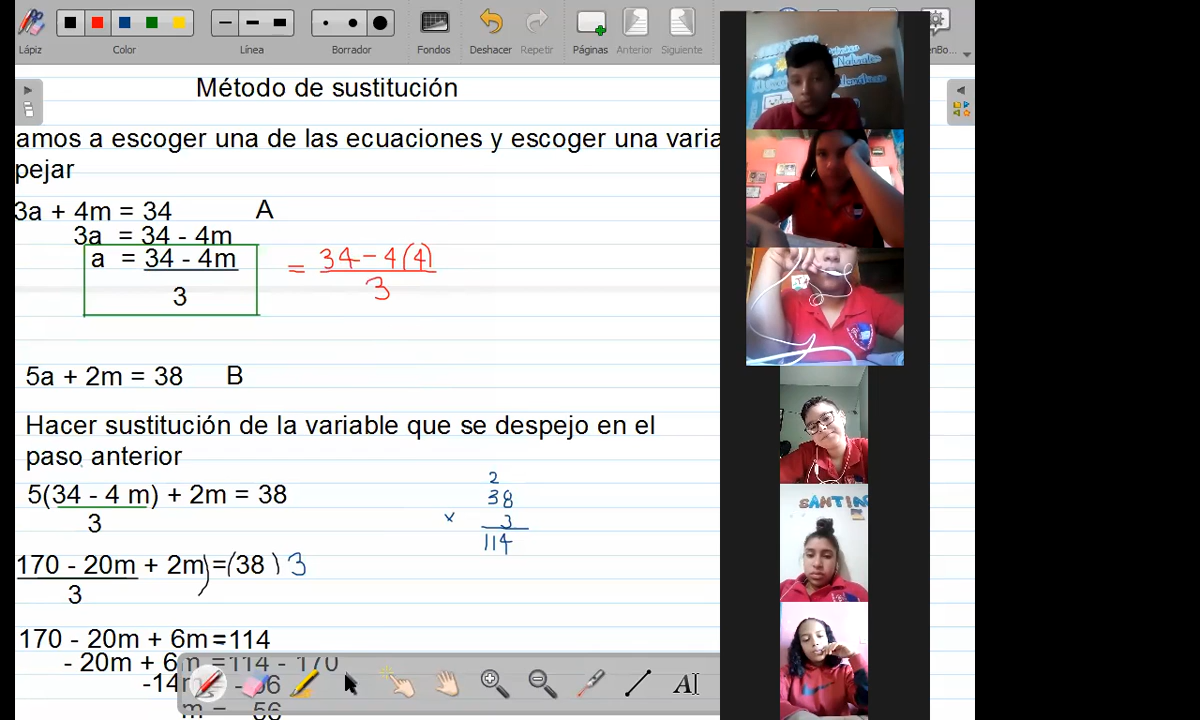 Lápiz
Color
Línea
Borrador
Fondos
Deshacer
Repetir
Páginas
Anterior
Siguiente
Método de sustitución
amos a escoger una de las ecuaciones y escoger una varia
pejar
3a + 4m = 34 A
3a = 34 - 4m
a = 34 - 4m
3
= 34 - 4(4)
3
5a + 2m = 38 B
Hacer sustitución de la variable que se despejo en el
paso anterior
5(34 - 4 m) + 2m = 38
3
2
38
x 3
114
170 - 20m + 2m) = (38) 3
3
170 - 20m + 6m = 114
- 20m + 6m = 114 - 170
-14m = - 56
m = 56
SANTIN